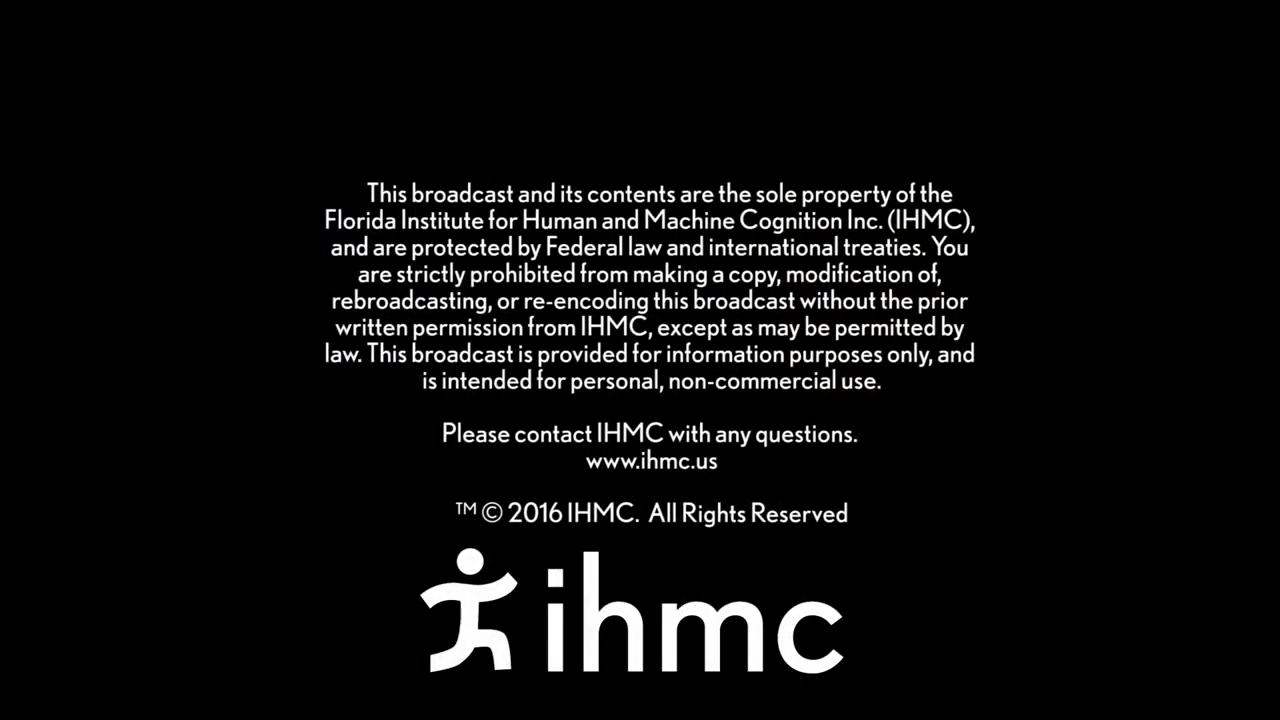 This broadcast and its contents are the sole property of the
Florida Institute for Human and Machine Cognition Inc. (IHMC),
and are protected by Federal law and international treaties. You
are strictly prohibited from making a copy, modification of,
rebroadcasting, or re-encoding this broadcast without the prior
written permission from IHMC, except as may be permitted by
law. This broadcast is provided for information purposes only, and
is intended for personal, non-commercial use.
Please contact IHMC with any questions.
www.ihmc.us
™ © 2016 IHMC. All Rights Reserved
ihmc